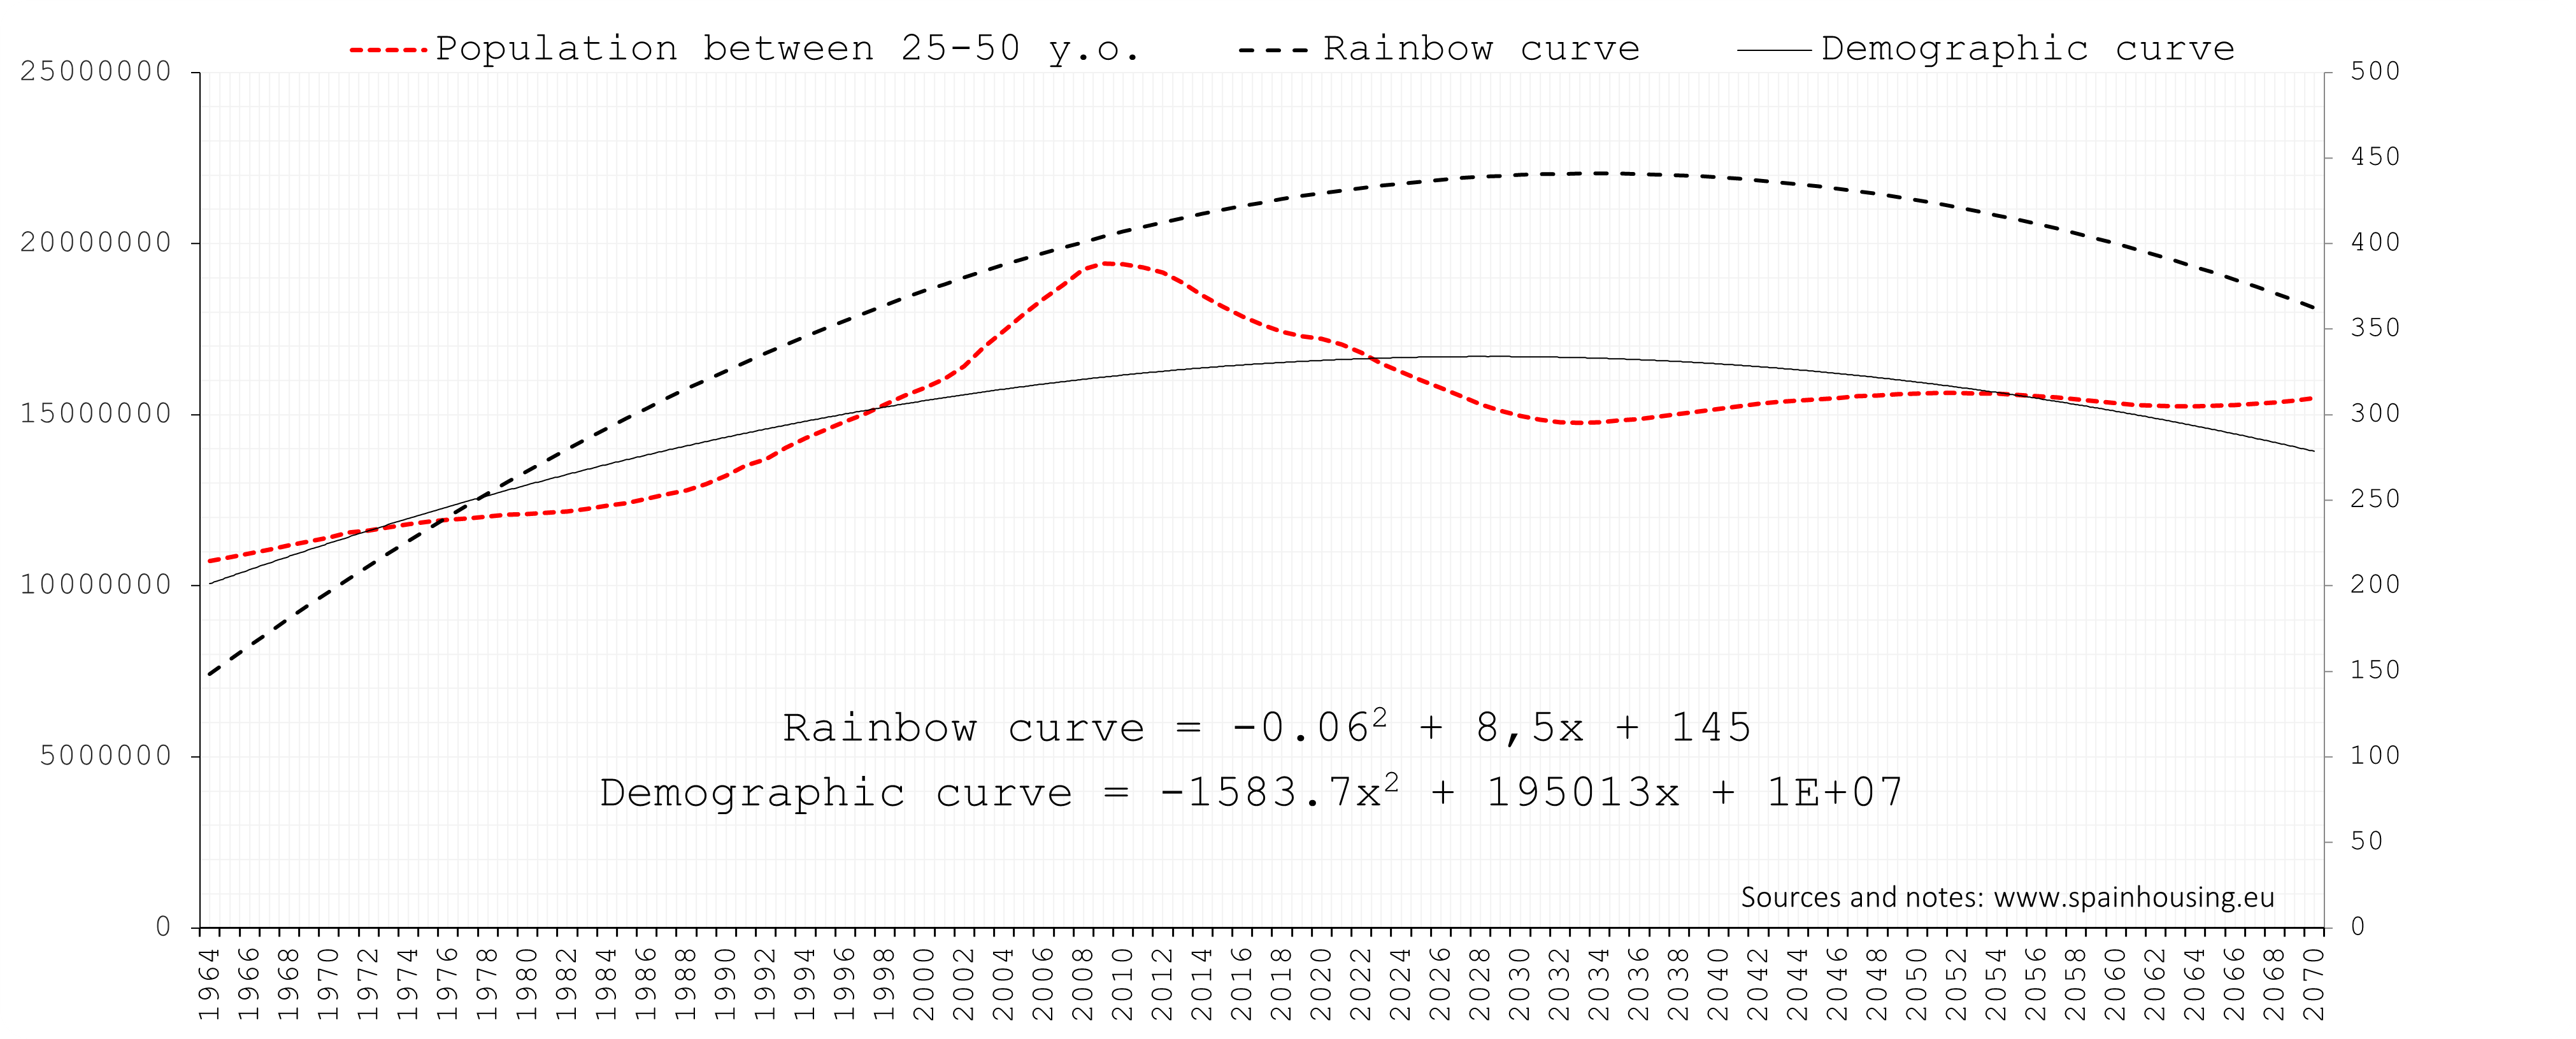 Population between 25-50 y.o. Rainbow curve Demographic curve
25000000 500
450
20000000 400
350
15000000 300
250
10000000 200
150
Rainbow curve = -0.06² + 8,5x + 145
5000000 100
Demographic curve = -1583.7x² + 195013x + 1E+07
50
Sources and notes: www.spainhousing.eu
0 0
1964 1966 1968 1970 1972 1974 1976 1978 1980 1982 1984 1986 1988 1990 1992 1994 1996 1998 2000 2002 2004 2006 2008 2010 2012 2014 2016 2018 2020 2022 2024 2026 2028 2030 2032 2034 2036 2038 2040 2042 2044 2046 2048 2050 2052 2054 2056 2058 2060 2062 2064 2066 2068 2070